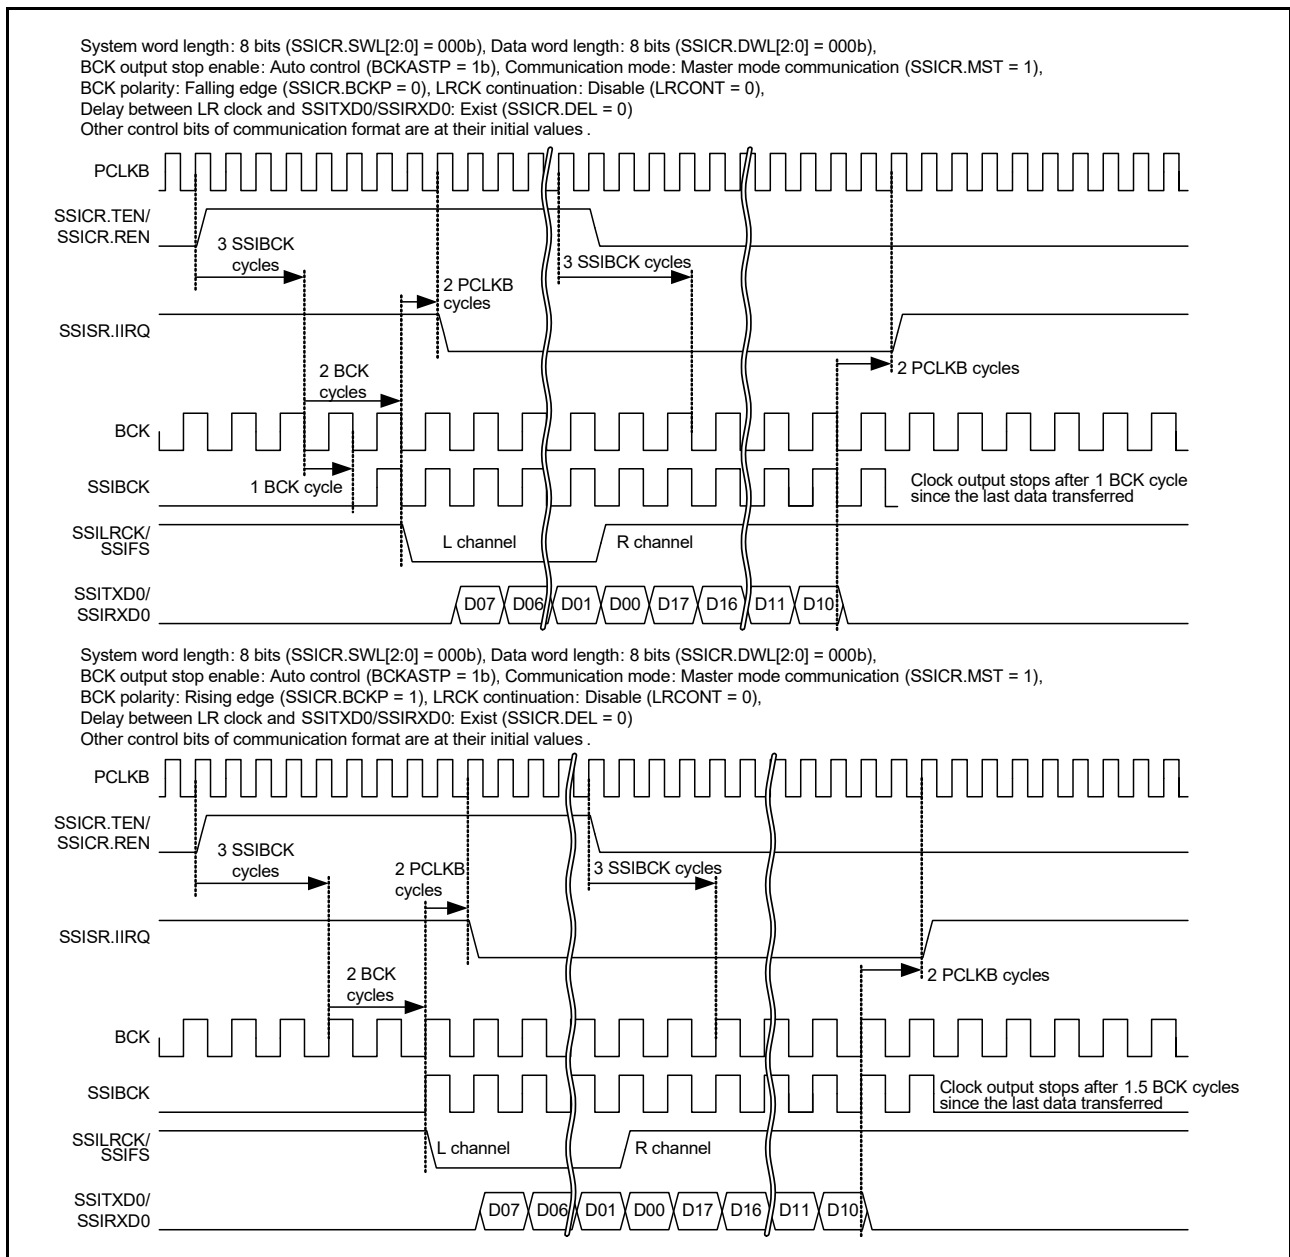 System word length: 8 bits (SSICR.SWL[2:0] = 000b), Data word length: 8 bits (SSICR.DWL[2:0] = 000b),
BCK output stop enable: Auto control (BCKASTP = 1b), Communication mode: Master mode communication (SSICR.MST = 1),
BCK polarity: Falling edge (SSICR.BCKP = 0), LRCK continuation: Disable (LRCONT = 0),
Delay between LR clock and SSITXD0/SSIRXD0: Exist (SSICR.DEL = 0)
Other control bits of communication format are at their initial values .
PCLKB
SSICR.TEN/
SSICR.REN
3 SSIBCK
cycles
3 SSIBCK cycles
2 PCLKB
cycles
SSISR.IIRQ
2 PCLKB cycles
2 BCK
cycles
BCK
1 BCK cycle
SSIBCK
Clock output stops after 1 BCK cycle
since the last data transferred
SSILRCK/
SSIFS
L channel
R channel
SSITXD0/
SSIRXD0
D07 D06 D01 D00 D17 D16 D11 D10
System word length: 8 bits (SSICR.SWL[2:0] = 000b), Data word length: 8 bits (SSICR.DWL[2:0] = 000b),
BCK output stop enable: Auto control (BCKASTP = 1b), Communication mode: Master mode communication (SSICR.MST = 1),
BCK polarity: Rising edge (SSICR.BCKP = 1), LRCK continuation: Disable (LRCONT = 0),
Delay between LR clock and SSITXD0/SSIRXD0: Exist (SSICR.DEL = 0)
Other control bits of communication format are at their initial values .
PCLKB
SSICR.TEN/
SSICR.REN
3 SSIBCK
cycles
2 PCLKB
cycles
3 SSIBCK cycles
SSISR.IIRQ
2 PCLKB cycles
2 BCK
cycles
BCK
SSIBCK
Clock output stops after 1.5 BCK cycles
since the last data transferred
SSILRCK/
SSIFS
L channel
R channel
SSITXD0/
SSIRXD0
D07 D06 D01 D00 D17 D16 D11 D10